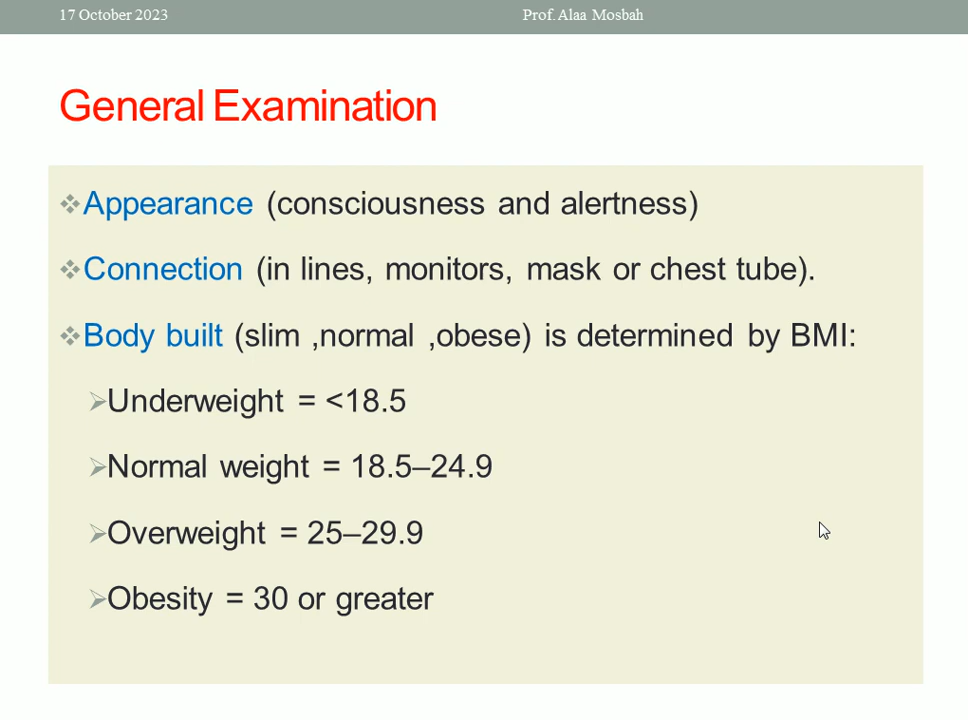 17 October 2023
Prof. Alaa Mosbah
General Examination
Appearance (consciousness and alertness)
Connection (in lines, monitors, mask or chest tube).
Body built (slim ,normal ,obese) is determined by BMI:
Underweight = <18.5
Normal weight = 18.5–24.9
Overweight = 25–29.9
Obesity = 30 or greater